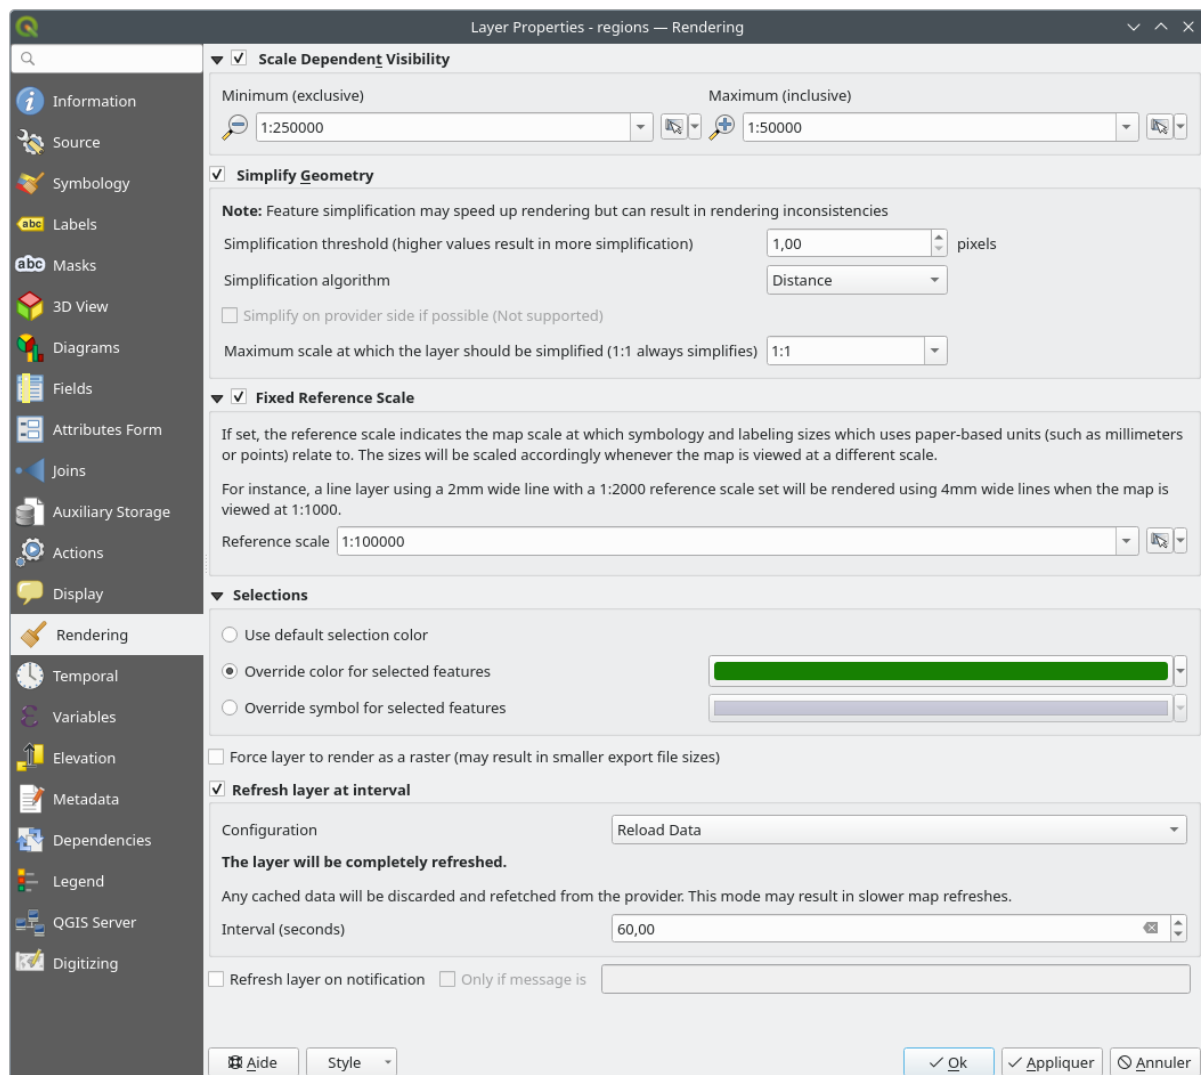 Layer Properties - regions — Rendering
Information
Source
Symbology
Labels
Masks
3D View
Diagrams
Fields
Attributes Form
Joins
Auxiliary Storage
Actions
Display
Rendering
Temporal
Variables
Elevation
Metadata
Dependencies
Legend
QGIS Server
Digitizing
Scale Dependent Visibility
Minimum (exclusive) Maximum (inclusive)
1:250000 1:50000
Simplify Geometry
Note: Feature simplification may speed up rendering but can result in rendering inconsistencies
Simplification threshold (higher values result in more simplification) 1,00 pixels
Simplification algorithm Distance
Simplify on provider side if possible (Not supported)
Maximum scale at which the layer should be simplified (1:1 always simplifies) 1:1
Fixed Reference Scale
If set, the reference scale indicates the map scale at which symbology and labeling sizes which uses paper-based units (such as millimeters
or points) relate to. The sizes will be scaled accordingly whenever the map is viewed at a different scale.
For instance, a line layer using a 2mm wide line with a 1:2000 reference scale set will be rendered using 4mm wide lines when the map is
viewed at 1:1000.
Reference scale 1:100000
Selections
Use default selection color
Override color for selected features
Override symbol for selected features
Force layer to render as a raster (may result in smaller export file sizes)
Refresh layer at interval
Configuration Reload Data
The layer will be completely refreshed.
Any cached data will be discarded and refetched from the provider. This mode may result in slower map refreshes.
Interval (seconds) 60,00
Refresh layer on notification Only if message is
Aide Style Ok Appliquer Annuler